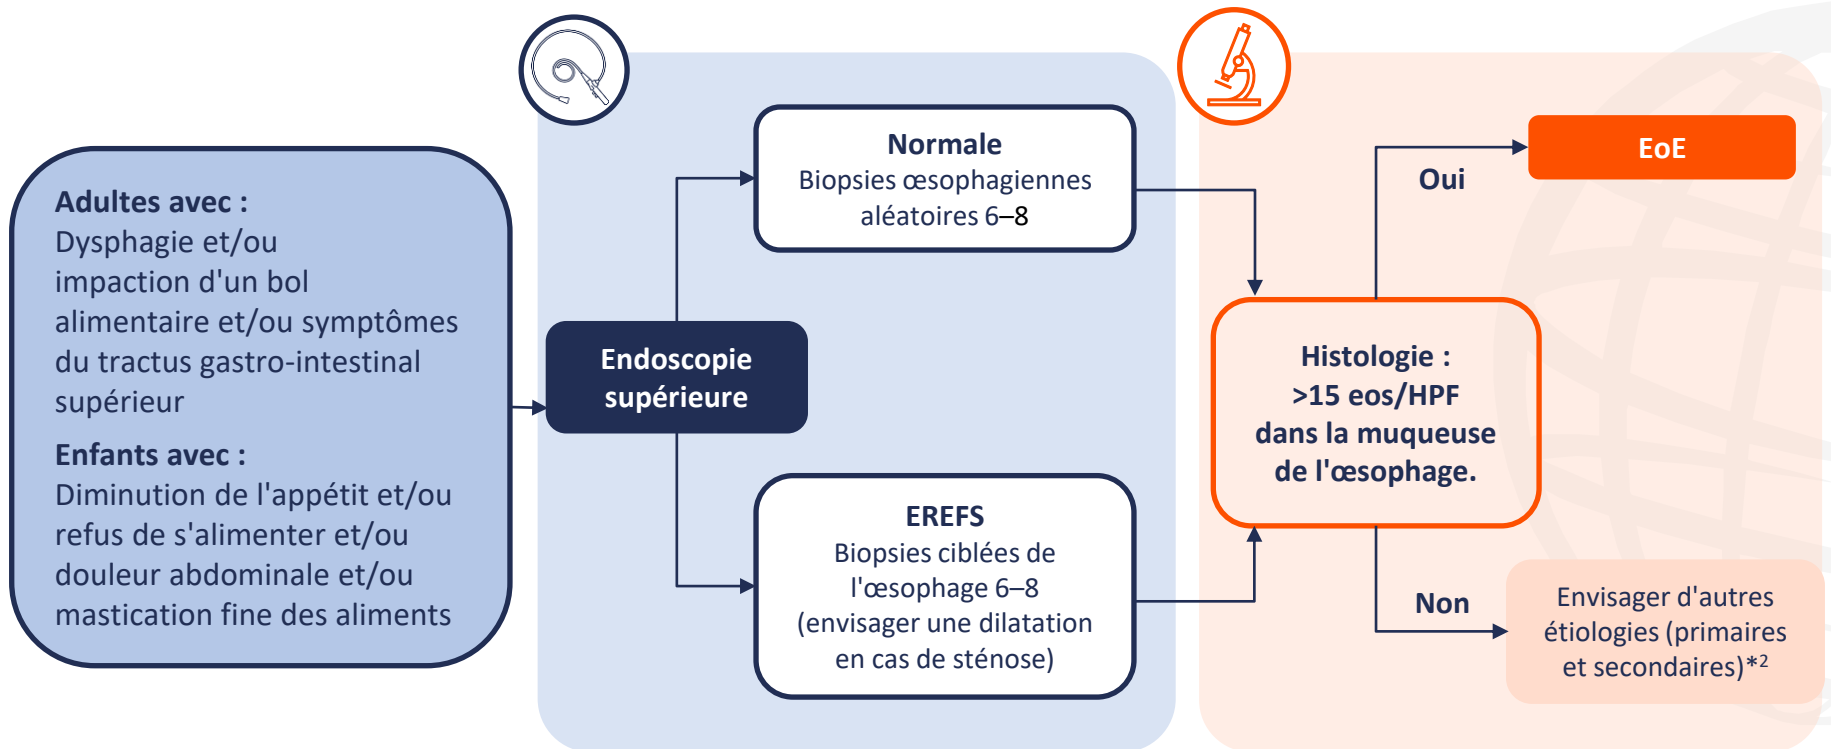 Adultes avec :
Dysphagie et/ou
impaction d'un bol
alimentaire et/ou symptômes
du tractus gastro-intestinal
supérieur
Enfants avec :
Diminution de l'appétit et/ou
refus de s'alimenter et/ou
douleur abdominale et/ou
mastication fine des aliments
Endoscopie
supérieure
Normale
Biopsies œsophagiennes
aléatoires 6–8
EREFS
Biopsies ciblées de
l'œsophage 6–8
(envisager une dilatation
en cas de sténose)
Histologie :
>15 eos/HPF
dans la muqueuse
de l'œsophage.
Oui
EoE
Non
Envisager d'autres
étiologies (primaires
et secondaires)*²